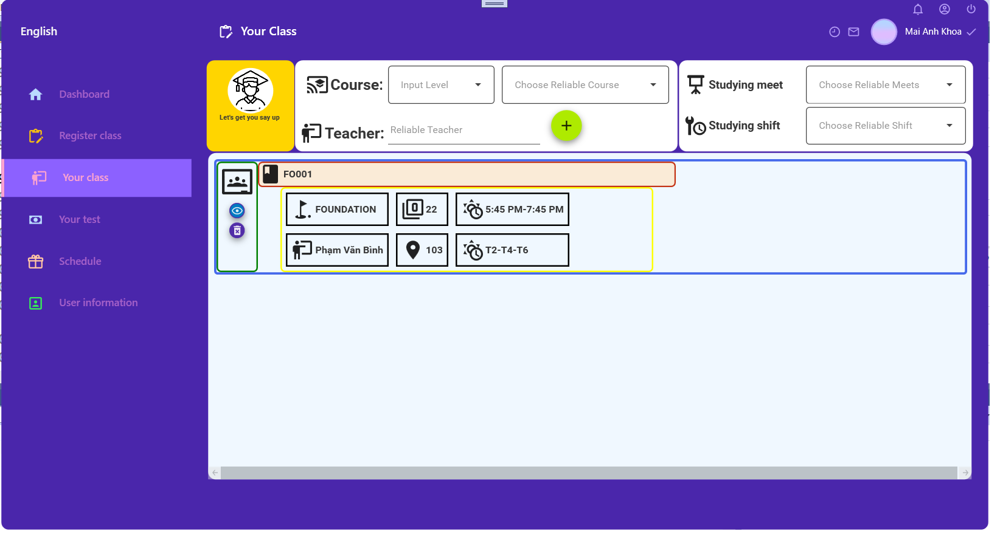 English
Your Class
Mai Anh Khoa
Dashboard
Register class
Your class
Your test
Schedule
User information
Let's get you say up
Course:
Input Level
Choose Reliable Course
Teacher:
Reliable Teacher
Studying meet
Choose Reliable Meets
Studying shift
Choose Reliable Shift
FO001
FOUNDATION
0
22
5:45 PM-7:45 PM
Phạm Văn Bình
103
T2-T4-T6